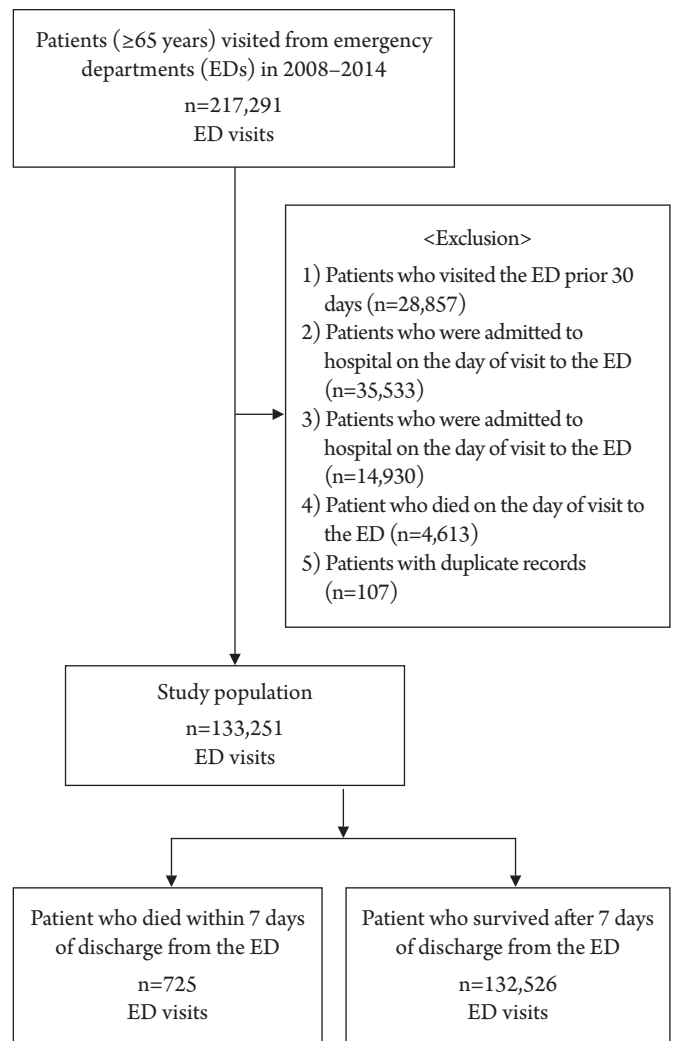 Patients (≥65 years) visited from emergency
departments (EDs) in 2008–2014
n=217,291
ED visits
<Exclusion>
1) Patients who visited the ED prior 30
days (n=28,857)
2) Patients who were admitted to
hospital on the day of visit to the ED
(n=35,533)
3) Patients who were admitted to
hospital on the day of visit to the ED
(n=14,930)
4) Patient who died on the day of visit to
the ED (n=4,613)
5) Patients with duplicate records
(n=107)
Study population
n=133,251
ED visits
Patient who died within 7 days
of discharge from the ED
n=725
ED visits
Patient who survived after 7 days
of discharge from the ED
n=132,526
ED visits